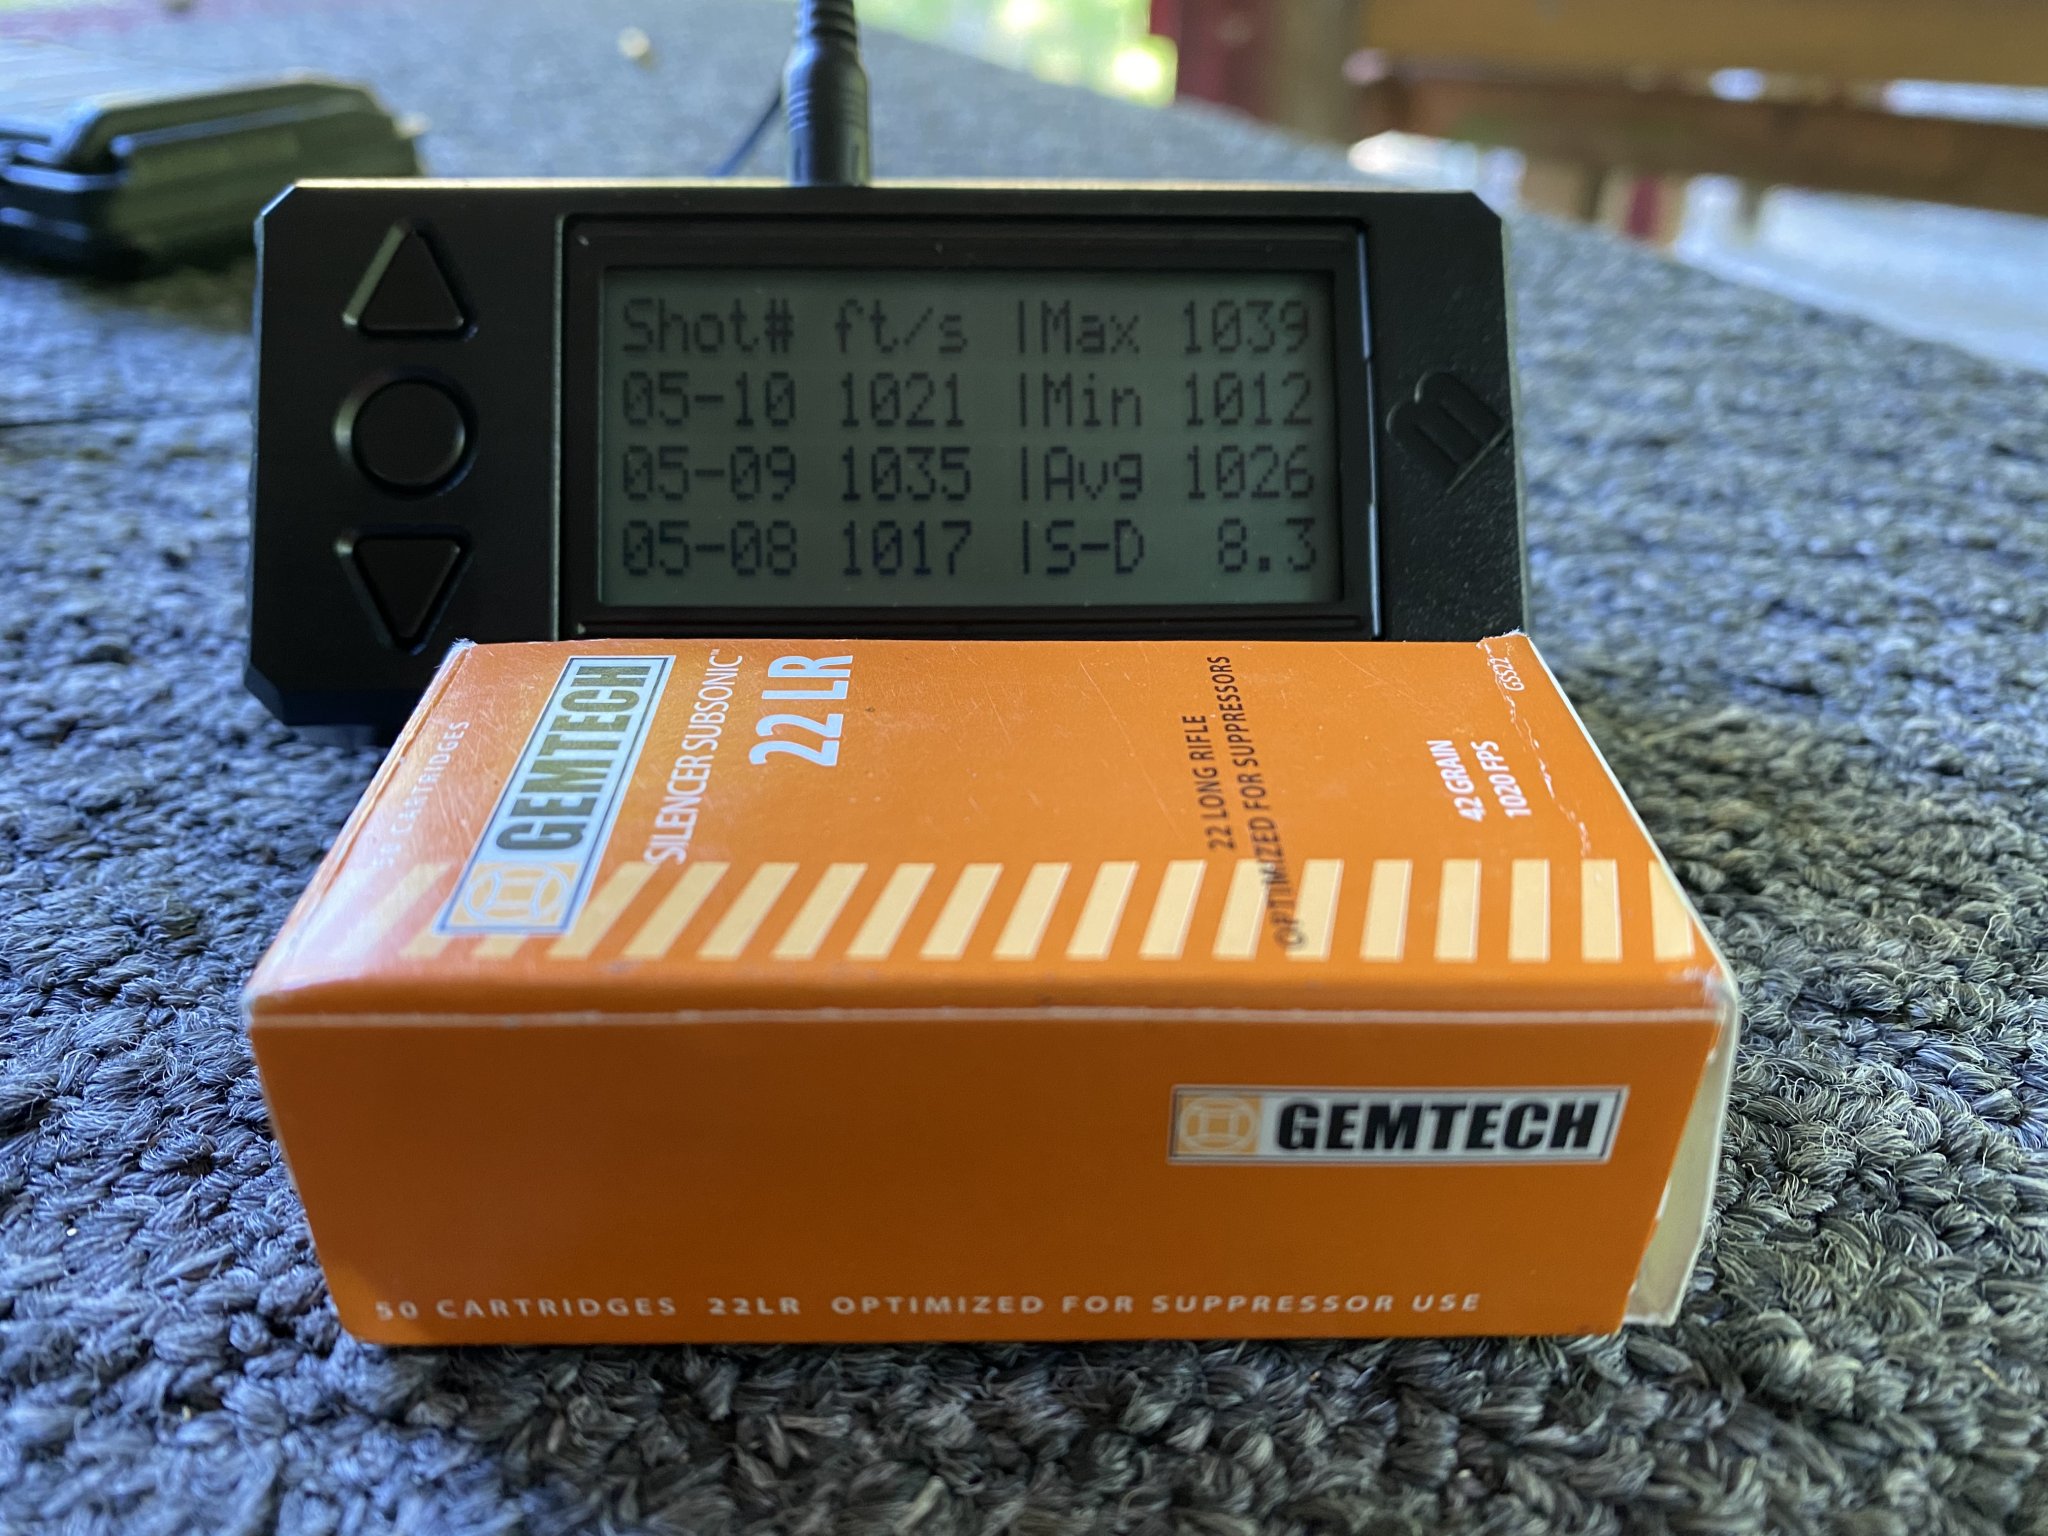 Shot# ft/s |Max 1039
05-10 1021 |Min 1012
05-09 1035 |Avg 1026
05-08 1017 |S-D 8.3
50 CARTRIDGES
GEMTECH
SILENCER SUBSONIC™
22 LR
22 LONG RIFLE
OPTIMIZED FOR SUPPRESSORS
42 GRAIN
1020 FPS
GSS22
GEMTECH
50 CARTRIDGES 22LR OPTIMIZED FOR SUPPRESSOR USE